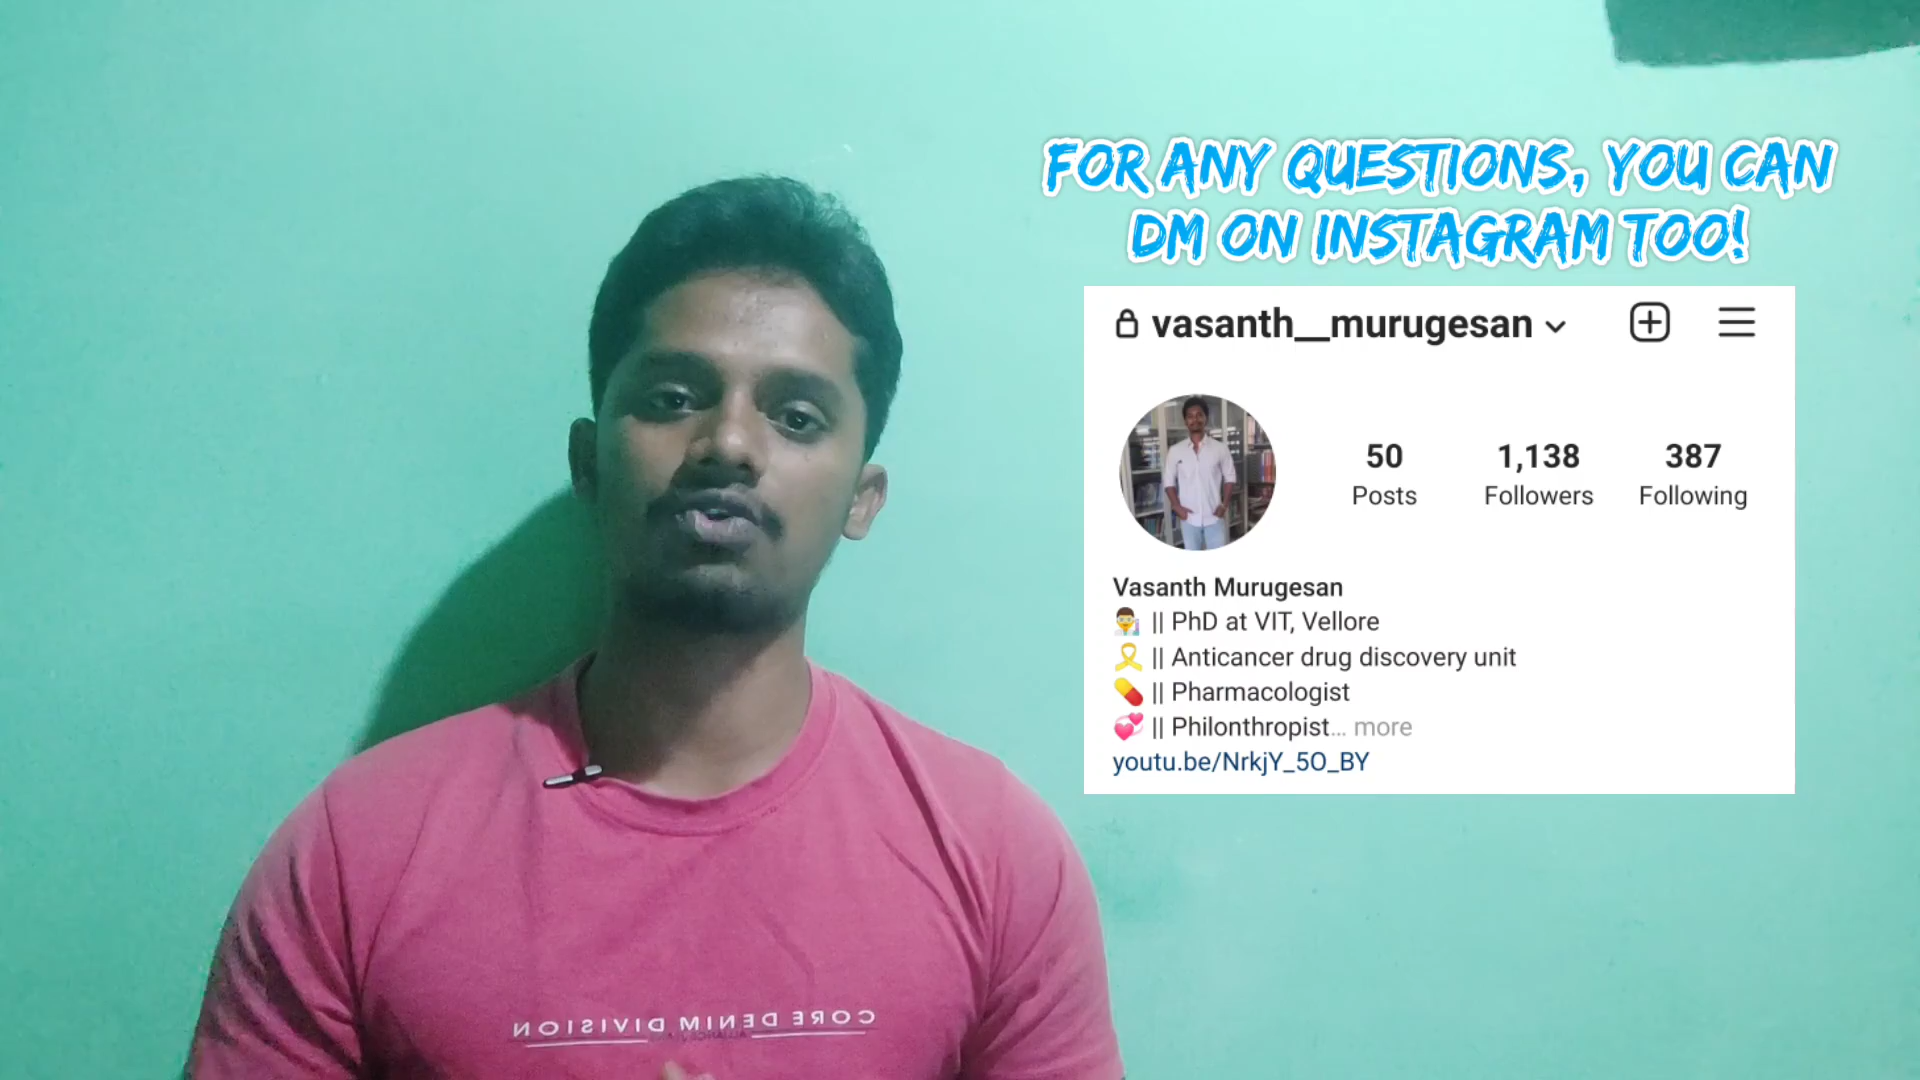 FOR ANY QUESTIONS, YOU CAN
DM ON INSTAGRAM TOO!
vasanth__murugesan
50
Posts
1,138
Followers
387
Following
Vasanth Murugesan
|| PhD at VIT, Vellore
|| Anticancer drug discovery unit
|| Pharmacologist
|| Philonthropist... more
youtu.be/NrkjY_5O_BY
CORE DENIM DIVISION